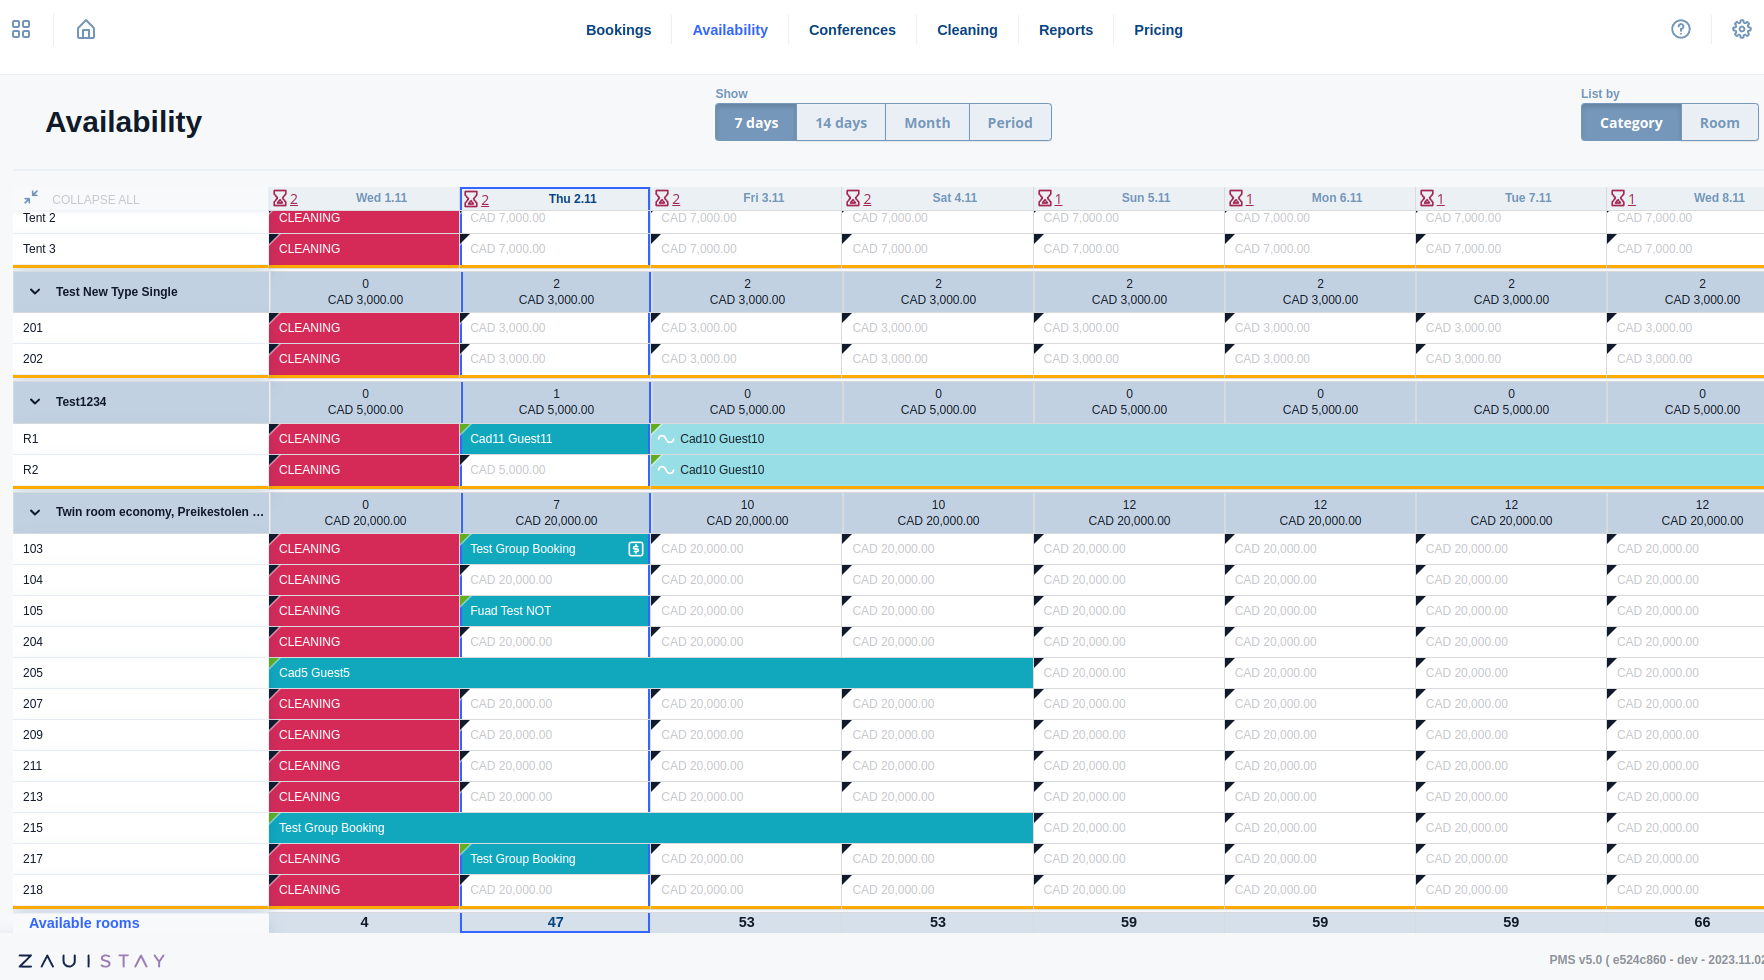 Bookings Availability Conferences Cleaning Reports Pricing
Availability
Show
7 days 14 days Month Period
List by
Category Room
COLLAPSE ALL 2 Wed 1.11 2 Thu 2.11 2 Fri 3.11 2 Sat 4.11 1 Sun 5.11 1 Mon 6.11 1 Tue 7.11 1 Wed 8.11
Tent 2 CLEANING CAD 7,000.00 CAD 7,000.00 CAD 7,000.00 CAD 7,000.00 CAD 7,000.00 CAD 7,000.00 CAD 7,000.00
Tent 3 CLEANING CAD 7,000.00 CAD 7,000.00 CAD 7,000.00 CAD 7,000.00 CAD 7,000.00 CAD 7,000.00 CAD 7,000.00
0 2 2 2 2 2 2 2
Test New Type Single
CAD 3,000.00 CAD 3,000.00 CAD 3,000.00 CAD 3,000.00 CAD 3,000.00 CAD 3,000.00 CAD 3,000.00 CAD 3,000.00
201 CLEANING CAD 3,000.00 CAD 3,000.00 CAD 3,000.00 CAD 3,000.00 CAD 3,000.00 CAD 3,000.00 CAD 3,000.00
202 CLEANING CAD 3,000.00 CAD 3,000.00 CAD 3,000.00 CAD 3,000.00 CAD 3,000.00 CAD 3,000.00 CAD 3,000.00
0 1 0 0 0 0 0 0
Test1234
CAD 5,000.00 CAD 5,000.00 CAD 5,000.00 CAD 5,000.00 CAD 5,000.00 CAD 5,000.00 CAD 5,000.00 CAD 5,000.00
R1 CLEANING Cad11 Guest11 Cad10 Guest10
R2 CLEANING CAD 5,000.00 Cad10 Guest10
0 7 10 10 12 12 12 12
Twin room economy, Preikestolen ...
CAD 20,000.00 CAD 20,000.00 CAD 20,000.00 CAD 20,000.00 CAD 20,000.00 CAD 20,000.00 CAD 20,000.00 CAD 20,000.00
103 CLEANING Test Group Booking CAD 20,000.00 CAD 20,000.00 CAD 20,000.00 CAD 20,000.00 CAD 20,000.00 CAD 20,000.00
104 CLEANING CAD 20,000.00 CAD 20,000.00 CAD 20,000.00 CAD 20,000.00 CAD 20,000.00 CAD 20,000.00 CAD 20,000.00
105 CLEANING Fuad Test NOT CAD 20,000.00 CAD 20,000.00 CAD 20,000.00 CAD 20,000.00 CAD 20,000.00 CAD 20,000.00
204 CLEANING CAD 20,000.00 CAD 20,000.00 CAD 20,000.00 CAD 20,000.00 CAD 20,000.00 CAD 20,000.00 CAD 20,000.00
205 Cad5 Guest5 CAD 20,000.00 CAD 20,000.00 CAD 20,000.00 CAD 20,000.00
207 CLEANING CAD 20,000.00 CAD 20,000.00 CAD 20,000.00 CAD 20,000.00 CAD 20,000.00 CAD 20,000.00 CAD 20,000.00
209 CLEANING CAD 20,000.00 CAD 20,000.00 CAD 20,000.00 CAD 20,000.00 CAD 20,000.00 CAD 20,000.00 CAD 20,000.00
211 CLEANING CAD 20,000.00 CAD 20,000.00 CAD 20,000.00 CAD 20,000.00 CAD 20,000.00 CAD 20,000.00 CAD 20,000.00
213 CLEANING CAD 20,000.00 CAD 20,000.00 CAD 20,000.00 CAD 20,000.00 CAD 20,000.00 CAD 20,000.00 CAD 20,000.00
215 Test Group Booking CAD 20,000.00 CAD 20,000.00 CAD 20,000.00 CAD 20,000.00
217 CLEANING Test Group Booking CAD 20,000.00 CAD 20,000.00 CAD 20,000.00 CAD 20,000.00 CAD 20,000.00 CAD 20,000.00
218 CLEANING CAD 20,000.00 CAD 20,000.00 CAD 20,000.00 CAD 20,000.00 CAD 20,000.00 CAD 20,000.00 CAD 20,000.00
Available rooms 4 47 53 53 59 59 59 66
ZAUISTAY PMS v5.0 ( e524c860 - dev - 2023.11.02